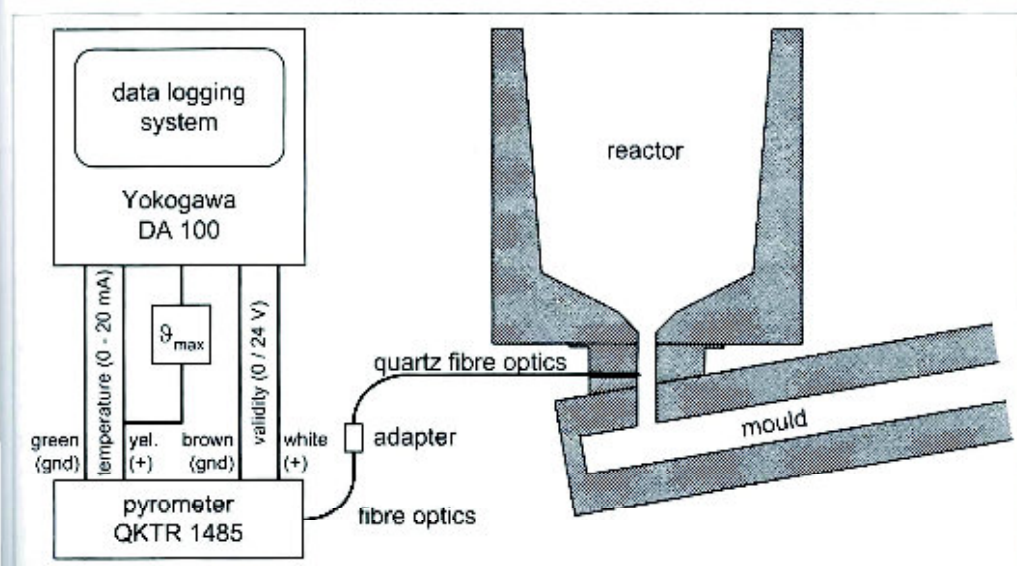 data logging
system
Yokogawa
DA 100
temperature (0 - 20 mA)
ϑmax
validity (0 / 24 V)
green
(gnd)
yel.
(+)
brown
(gnd)
white
(+)
pyrometer
QKTR 1485
reactor
quartz fibre optics
adapter
fibre optics
mould